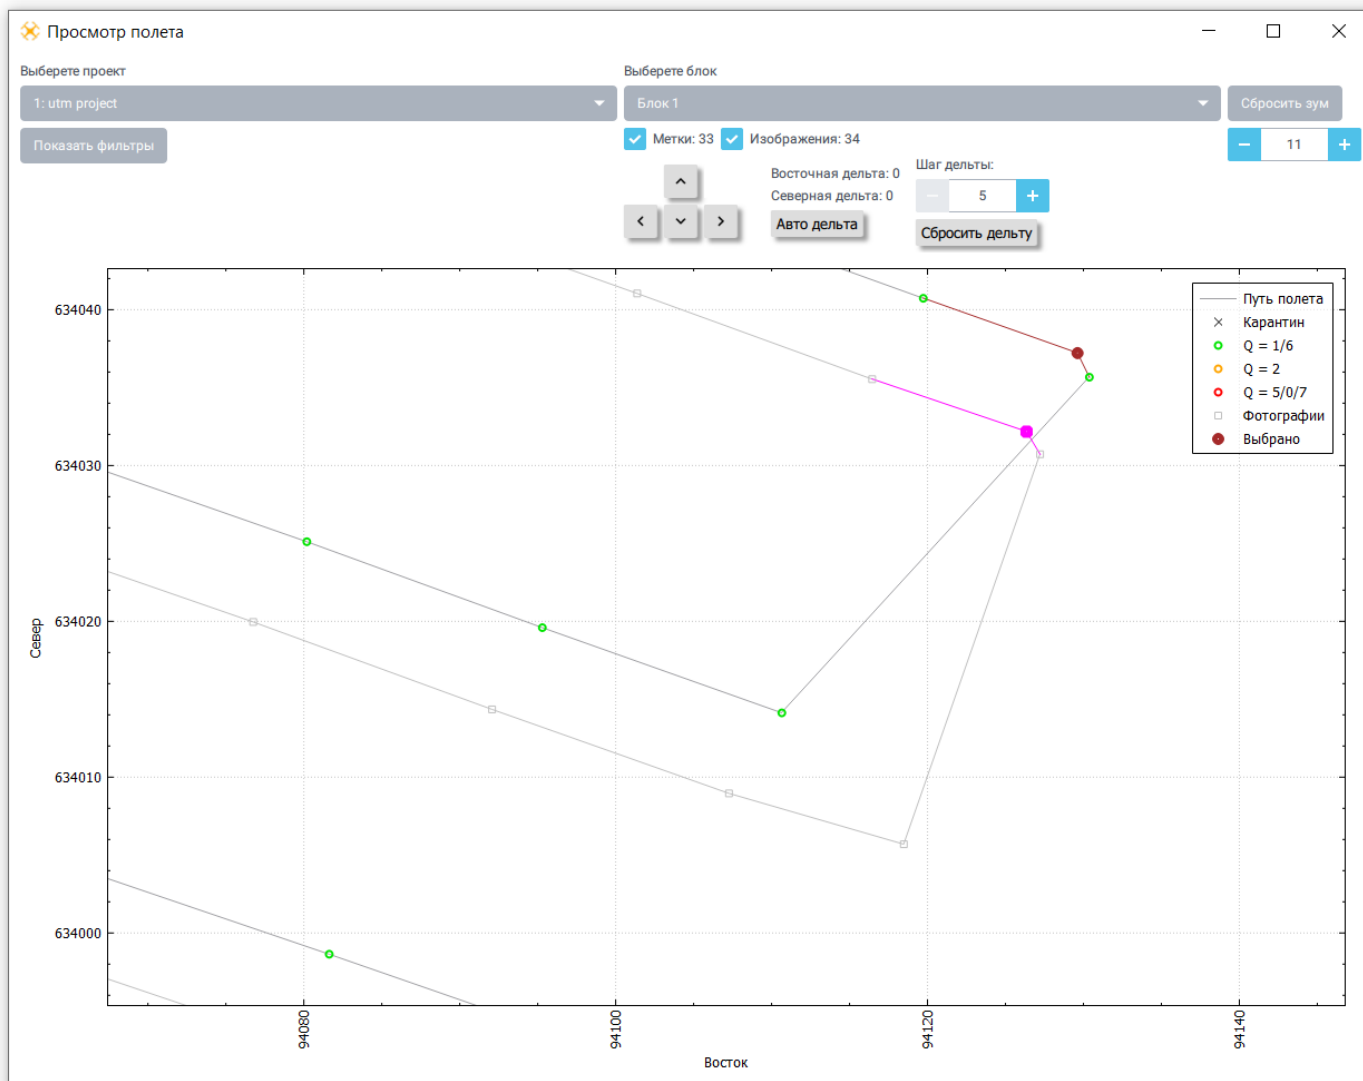 Просмотр полета
Выберете проект
Выберете блок
1: utm project
Блок 1
Сбросить зум
Показать фильтры
Метки: 33
Изображения: 34
11
Восточная дельта: 0
Северная дельта: 0
Авто дельта
Шаг дельты:
5
Сбросить дельту
Путь полета
Карантин
Q = 1/6
Q = 2
Q = 5/0/7
Фотографии
Выбрано
634040
634030
634020
634010
634000
Север
94080
94100
94120
94140
Восток